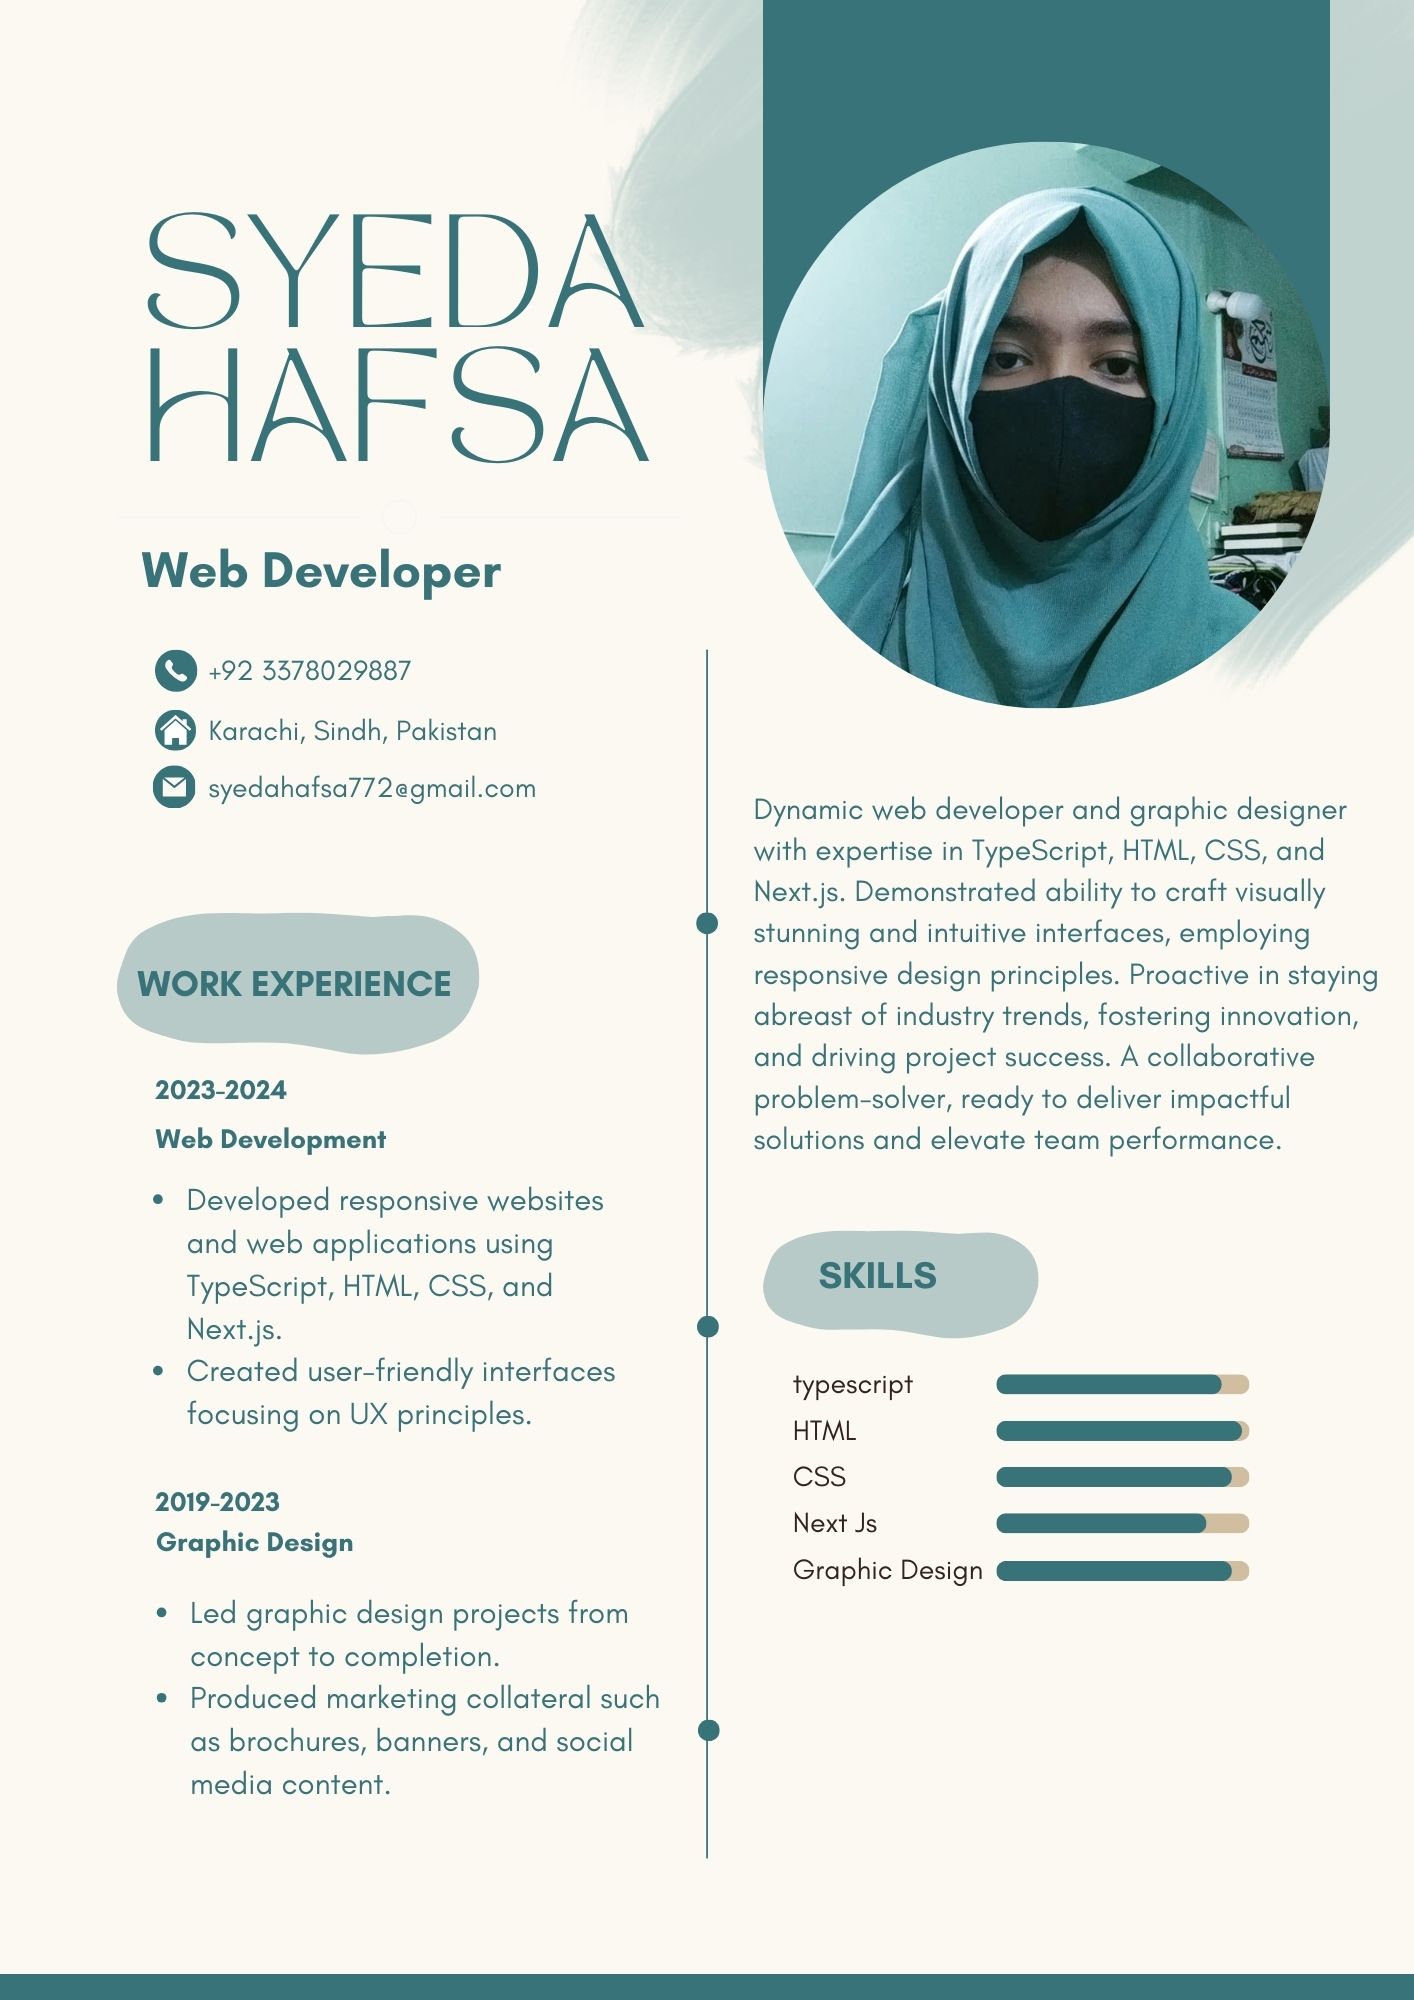 SYEDA
HAFSA
Web Developer
+92 3378029887
Karachi, Sindh, Pakistan
syedahafsa772@gmail.com
WORK EXPERIENCE
2023-2024
Web Development
• Developed responsive websites
and web applications using
TypeScript, HTML, CSS, and
Next.js.
• Created user-friendly interfaces
focusing on UX principles.
2019-2023
Graphic Design
• Led graphic design projects from
concept to completion.
• Produced marketing collateral such
as brochures, banners, and social
media content.
Dynamic web developer and graphic designer
with expertise in TypeScript, HTML, CSS, and
Next.js. Demonstrated ability to craft visually
stunning and intuitive interfaces, employing
responsive design principles. Proactive in staying
abreast of industry trends, fostering innovation,
and driving project success. A collaborative
problem-solver, ready to deliver impactful
solutions and elevate team performance.
SKILLS
typescript
HTML
CSS
Next Js
Graphic Design